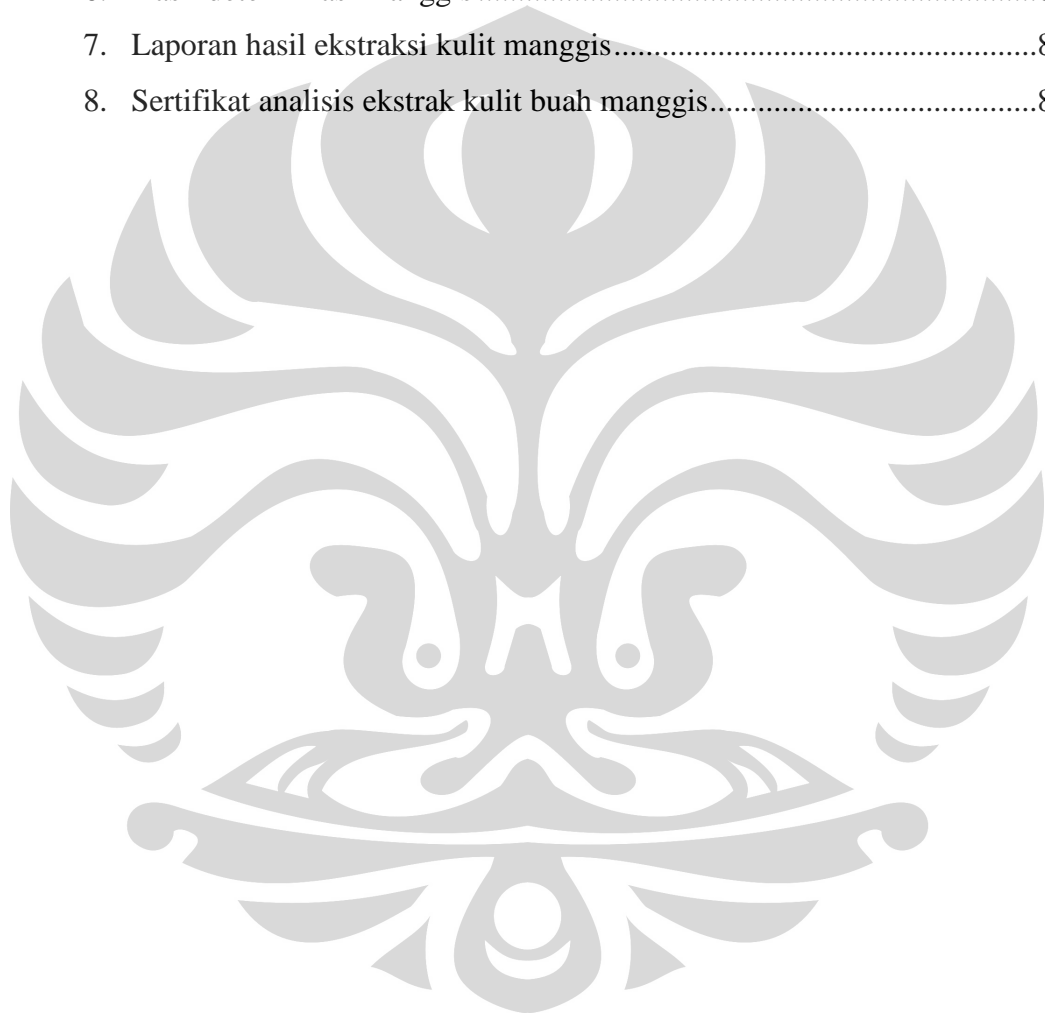 7. Laporan hasil ekstraksi kulit manggis..................................................8
8. Sertifikat analisis ekstrak kulit buah manggis.......................................8